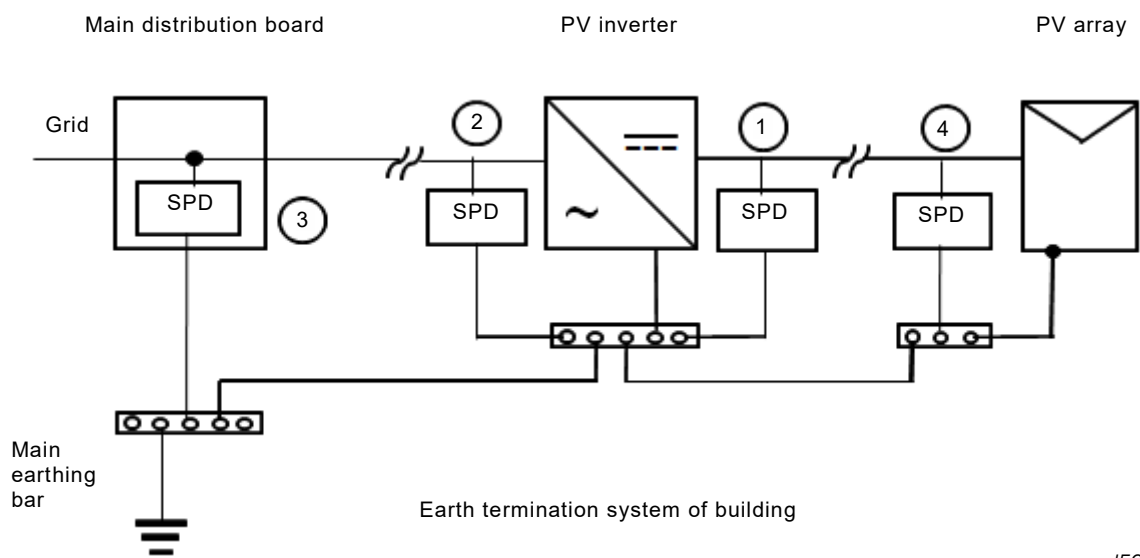 Main distribution board
PV inverter
PV array
Grid
2
1
4
SPD
3
SPD
SPD
SPD
~
Main
earthing
bar
Earth termination system of building